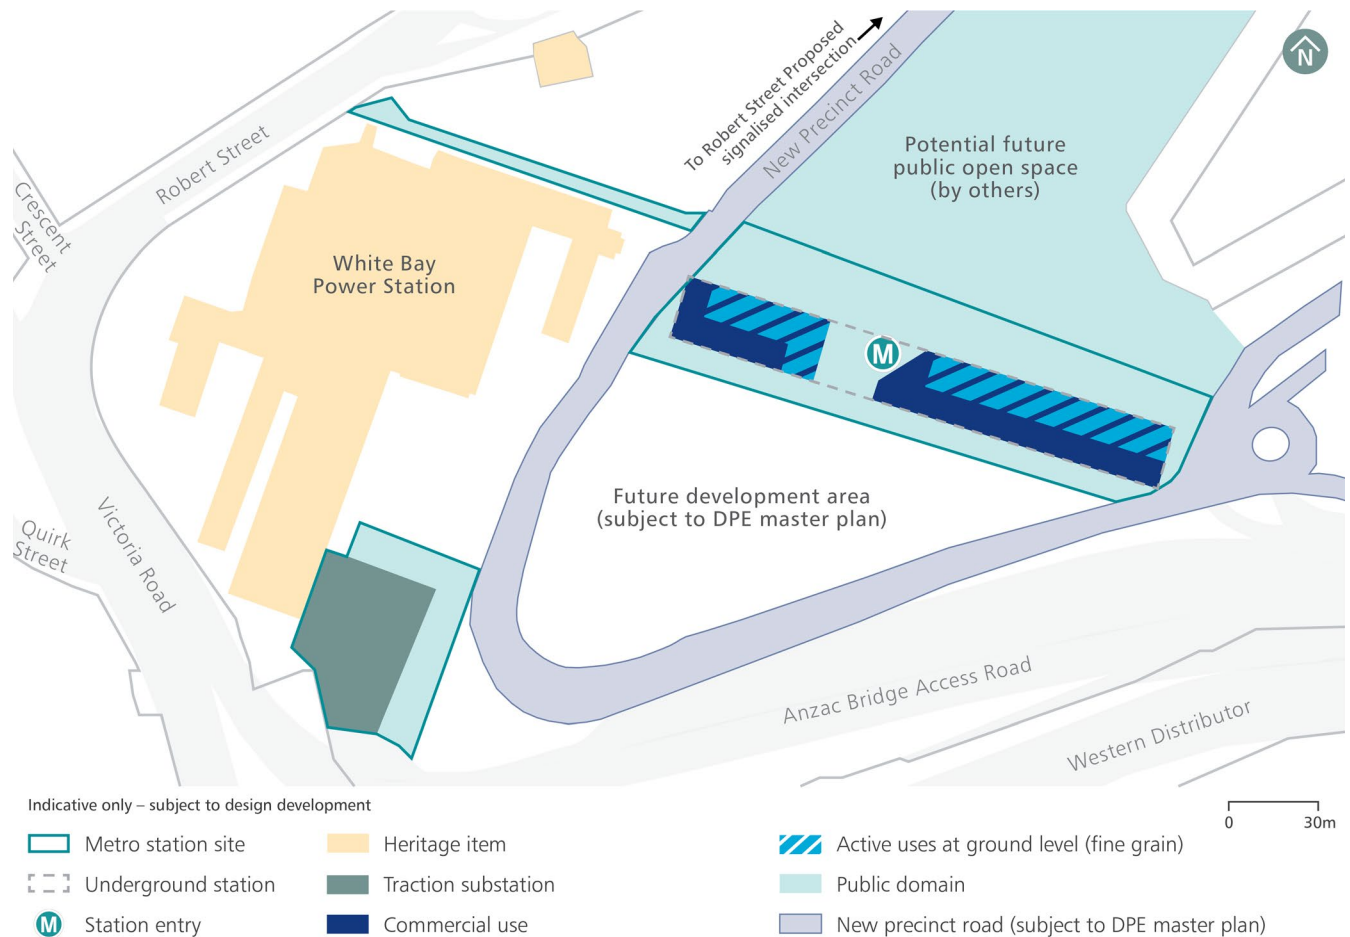 To Robert Street Proposed
signalised intersection
New Precinct Road
N
Potential future
public open space
(by others)
Robert Street
Crescent
Street
White Bay
Power Station
M
Future development area
(subject to DPE master plan)
Victoria Road
Quirk
Street
Anzac Bridge Access Road
Western Distributor
Indicative only – subject to design development
0 30m
Metro station site
Heritage item
Active uses at ground level (fine grain)
Underground station
Traction substation
Public domain
M Station entry
Commercial use
New precinct road (subject to DPE master plan)